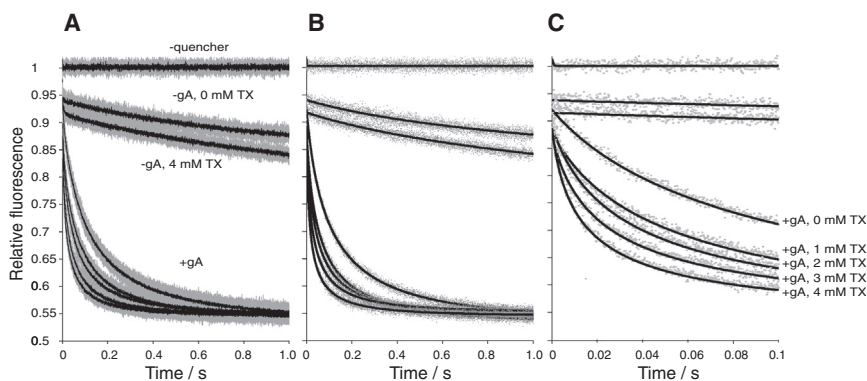 A
B
C
-quencher
-gA, 0 mM TX
-gA, 4 mM TX
+gA
Relative fluorescence
1
0.95
0.9
0.85
0.8
0.75
0.7
0.65
0.6
0.55
0.5
0 0.2 0.4 0.6 0.8 1.0
Time / s
0 0.2 0.4 0.6 0.8 1.0
Time / s
0 0.02 0.04 0.06 0.08 0.1
Time / s
+gA, 0 mM TX
+gA, 1 mM TX
+gA, 2 mM TX
+gA, 3 mM TX
+gA, 4 mM TX